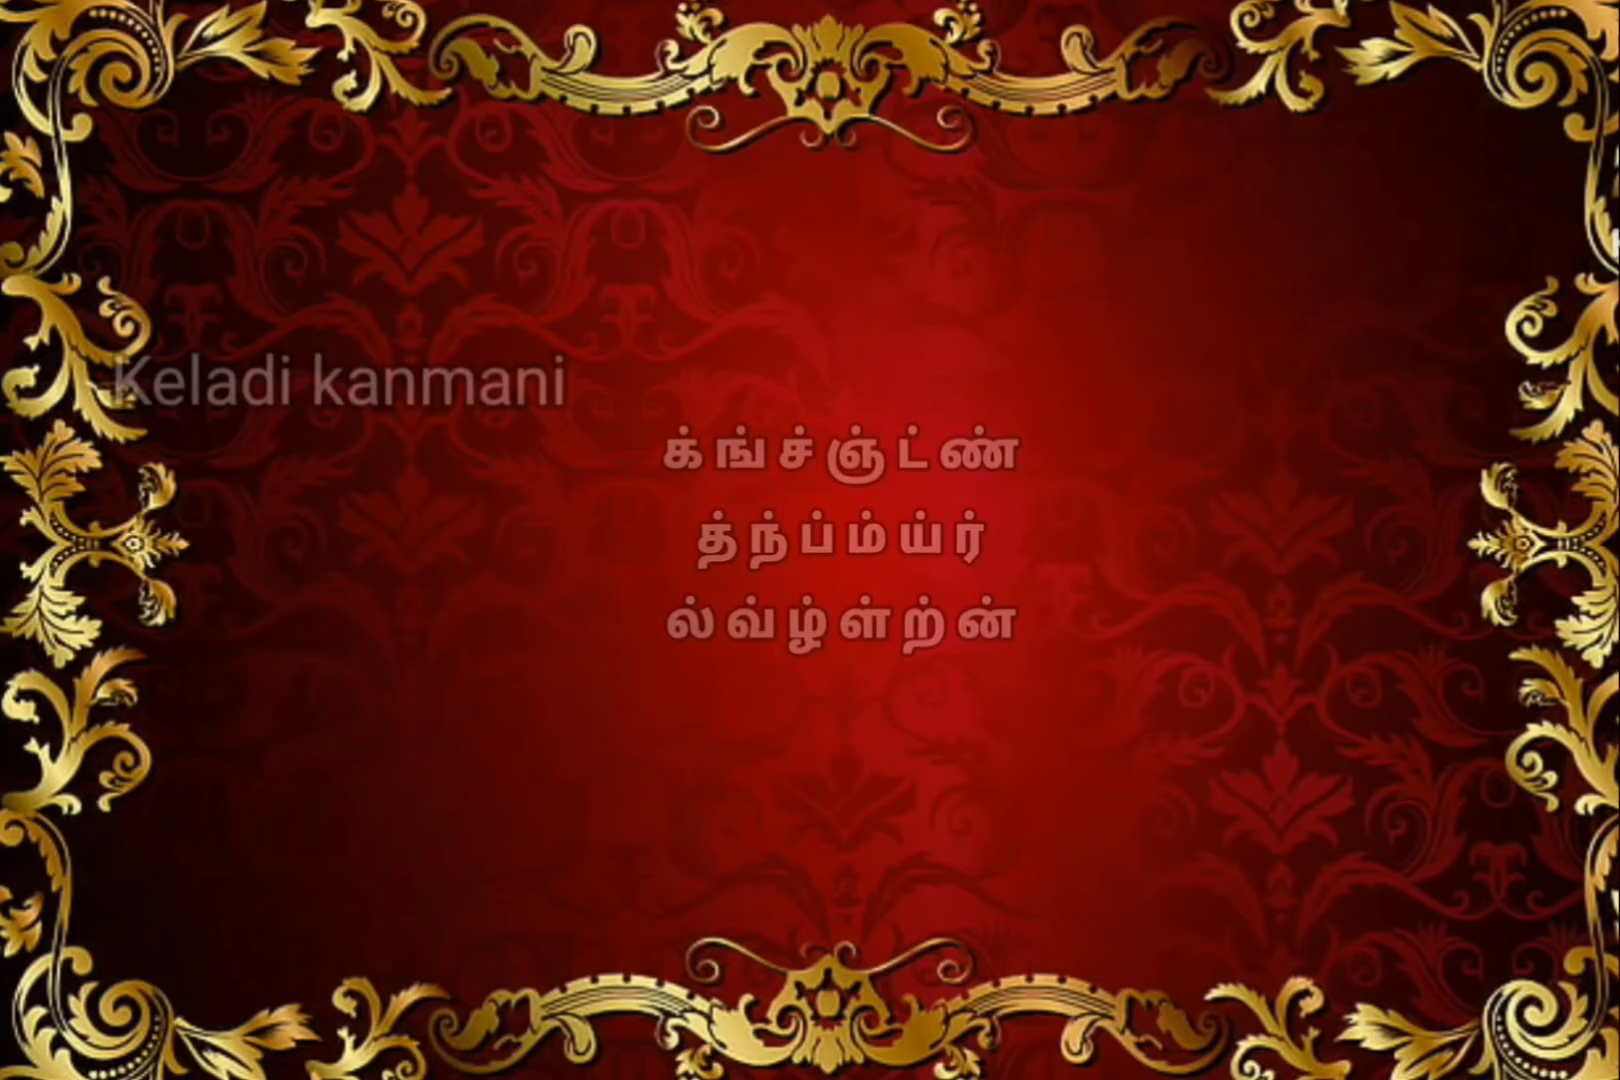 Keladi kanmani
க் ங் ச் ஞ் ட் ண்
த் ந் ப் ம் ய் ர்
ல் வ் ழ் ள் ற் ன்